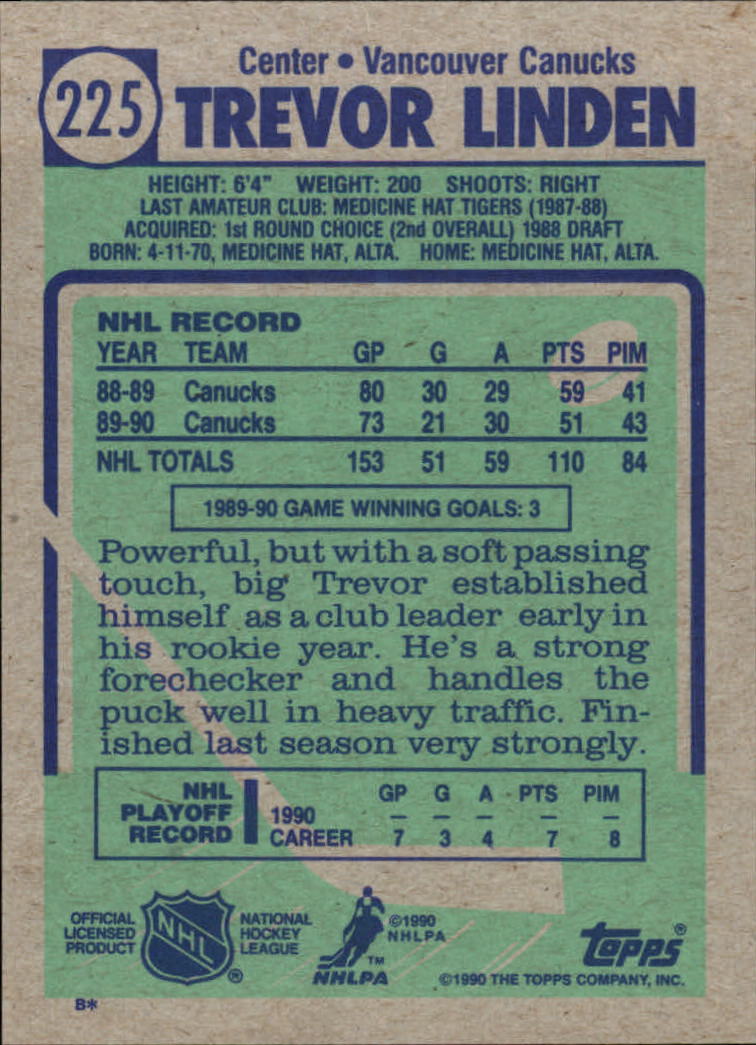 225
Center • Vancouver Canucks
TREVOR LINDEN
HEIGHT: 6'4" WEIGHT: 200 SHOOTS: RIGHT
LAST AMATEUR CLUB: MEDICINE HAT TIGERS (1987-88)
ACQUIRED: 1st ROUND CHOICE (2nd OVERALL) 1988 DRAFT
BORN: 4-11-70, MEDICINE HAT, ALTA. HOME: MEDICINE HAT, ALTA.
NHL RECORD
YEAR TEAM GP G A PTS PIM
88-89 Canucks 80 30 29 59 41
89-90 Canucks 73 21 30 51 43
NHL TOTALS 153 51 59 110 84
1989-90 GAME WINNING GOALS: 3
Powerful, but with a soft passing
touch, big Trevor established
himself as a club leader early in
his rookie year. He's a strong
forechecker and handles the
puck well in heavy traffic. Fin-
ished last season very strongly.
NHL PLAYOFF RECORD
GP G A PTS PIM
1990 – – – – –
CAREER 7 3 4 7 8
OFFICIAL
LICENSED
PRODUCT
NHL
®
NATIONAL
HOCKEY
LEAGUE
TM
NHLPA
©1990
NHLPA
topps®
©1990 THE TOPPS COMPANY, INC.
B*